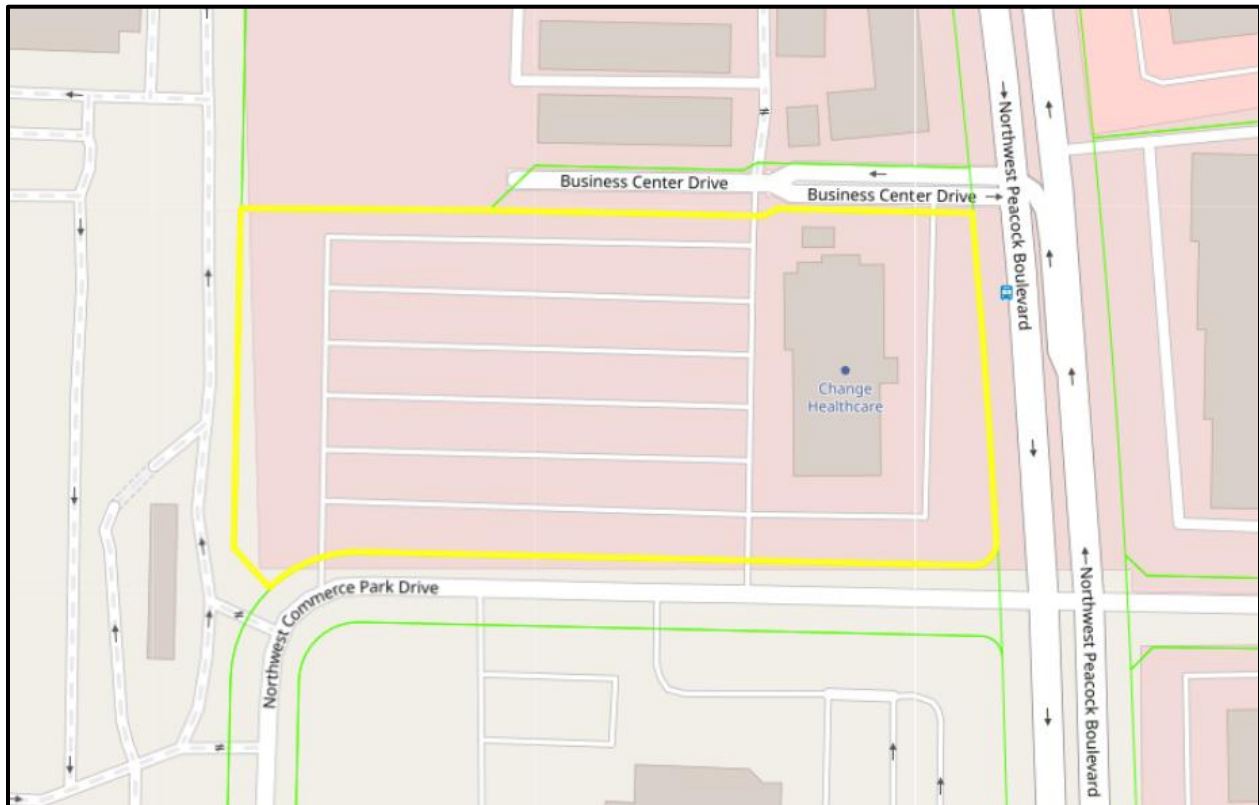 Business Center Drive
Business Center Drive
Northwest Peacock Boulevard
Change
Healthcare
Northwest Commerce Park Drive
Northwest Peacock Boulevard